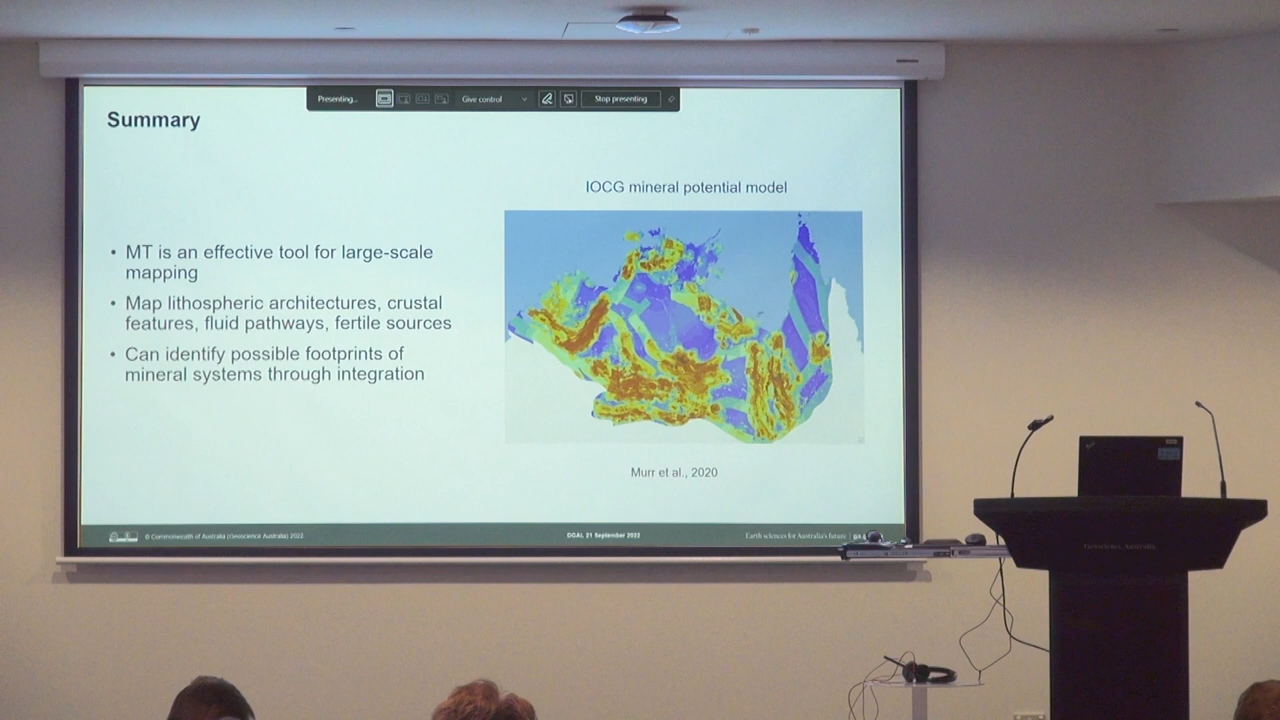 Presenting...
Give control
Stop presenting
Summary
IOCG mineral potential model
• MT is an effective tool for large-scale
mapping
• Map lithospheric architectures, crustal
features, fluid pathways, fertile sources
• Can identify possible footprints of
mineral systems through integration
Murr et al., 2020
© Commonwealth of Australia (Geoscience Australia) 2022
DGAL 21 September 2022
Earth sciences for Australia's future
Geoscience Australia